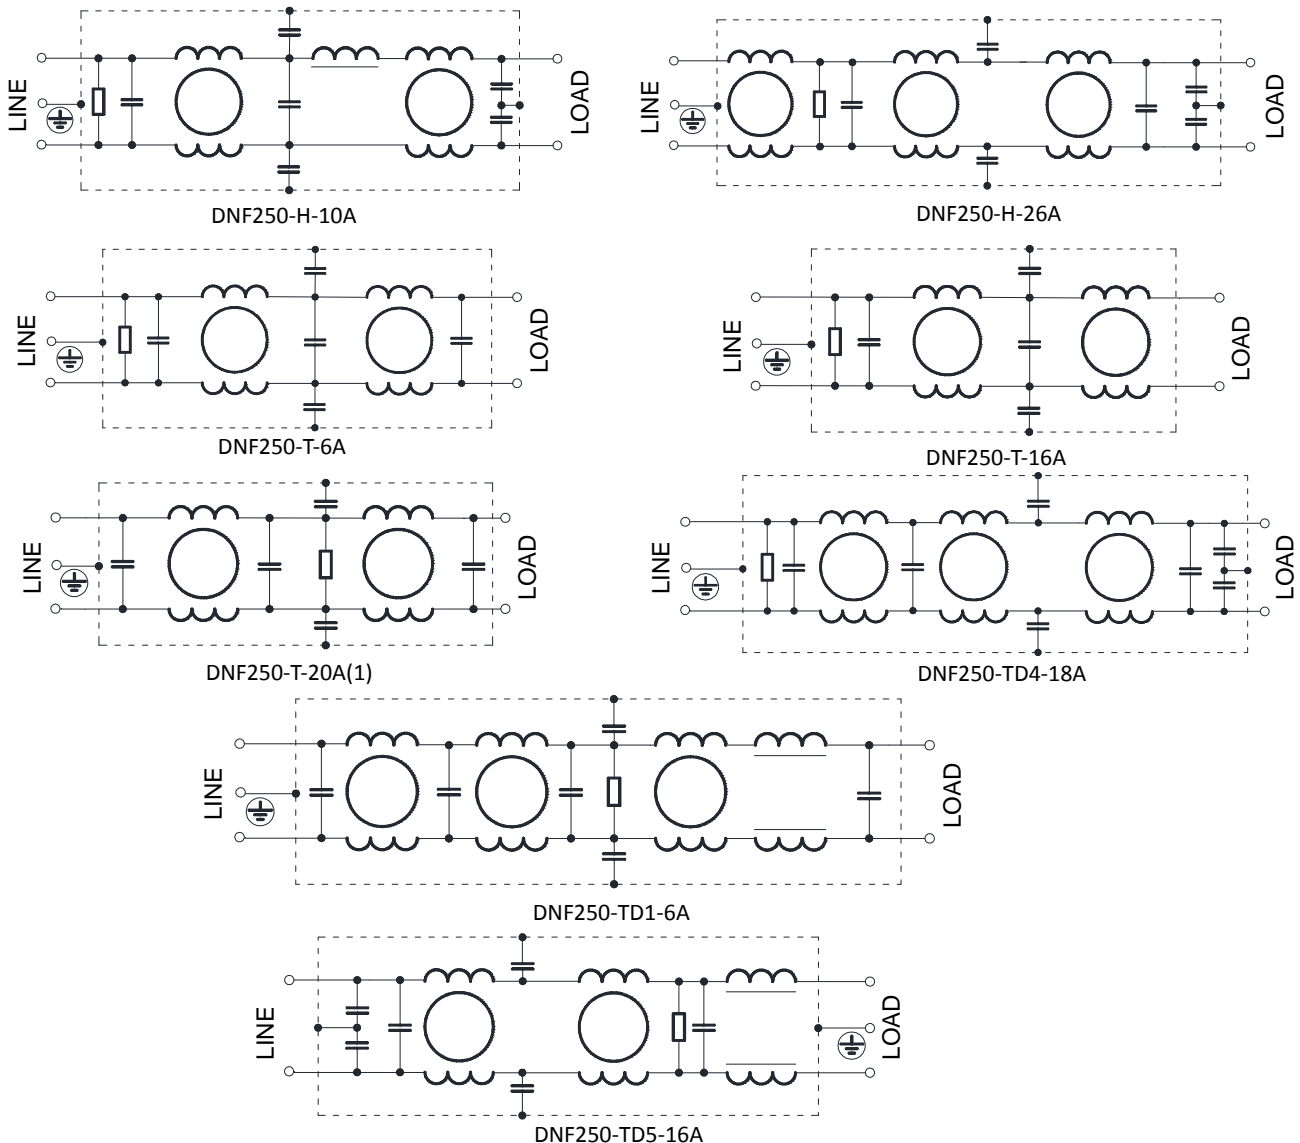 LINE
LOAD
DNF250-H-10A
LINE
LOAD
DNF250-H-26A
LINE
LOAD
DNF250-T-6A
LINE
LOAD
DNF250-T-16A
LINE
LOAD
DNF250-T-20A(1)
LINE
LOAD
DNF250-TD4-18A
LINE
LOAD
DNF250-TD1-6A
LINE
LOAD
DNF250-TD5-16A